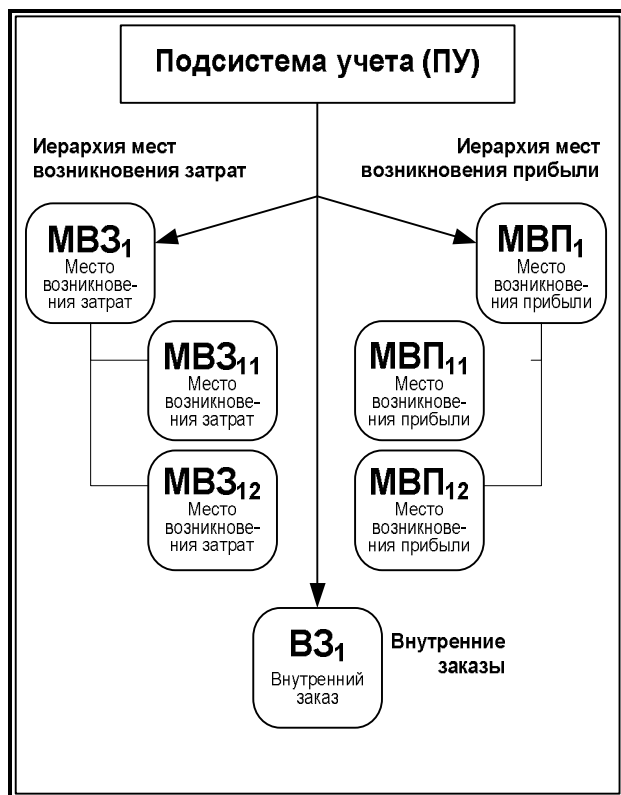 Подсистема учета (ПУ)
Иерархия мест
возникновения затрат
Иерархия мест
возникновения прибыли
МВЗ₁
Место
возникнове-
ния затрат
МВП₁
Место
возникнове-
ния прибыли
МВЗ₁₁
Место
возникнове-
ния затрат
МВП₁₁
Место
возникнове-
ния прибыли
МВЗ₁₂
Место
возникнове-
ния затрат
МВП₁₂
Место
возникнове-
ния прибыли
ВЗ₁
Внутренний
заказ
Внутренние
заказы